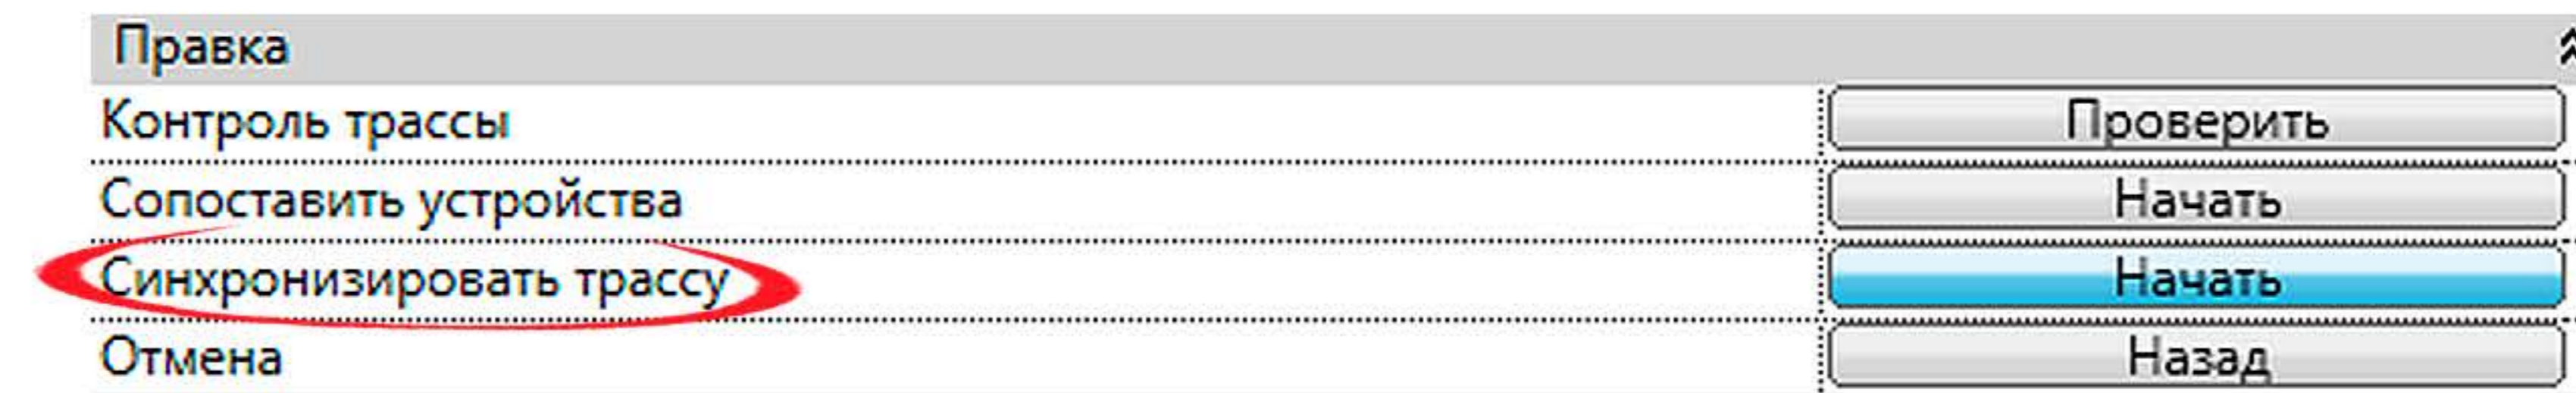 Правка
Контроль трассы Проверить
Сопоставить устройства Начать
Синхронизировать трассу Начать
Отмена Назад